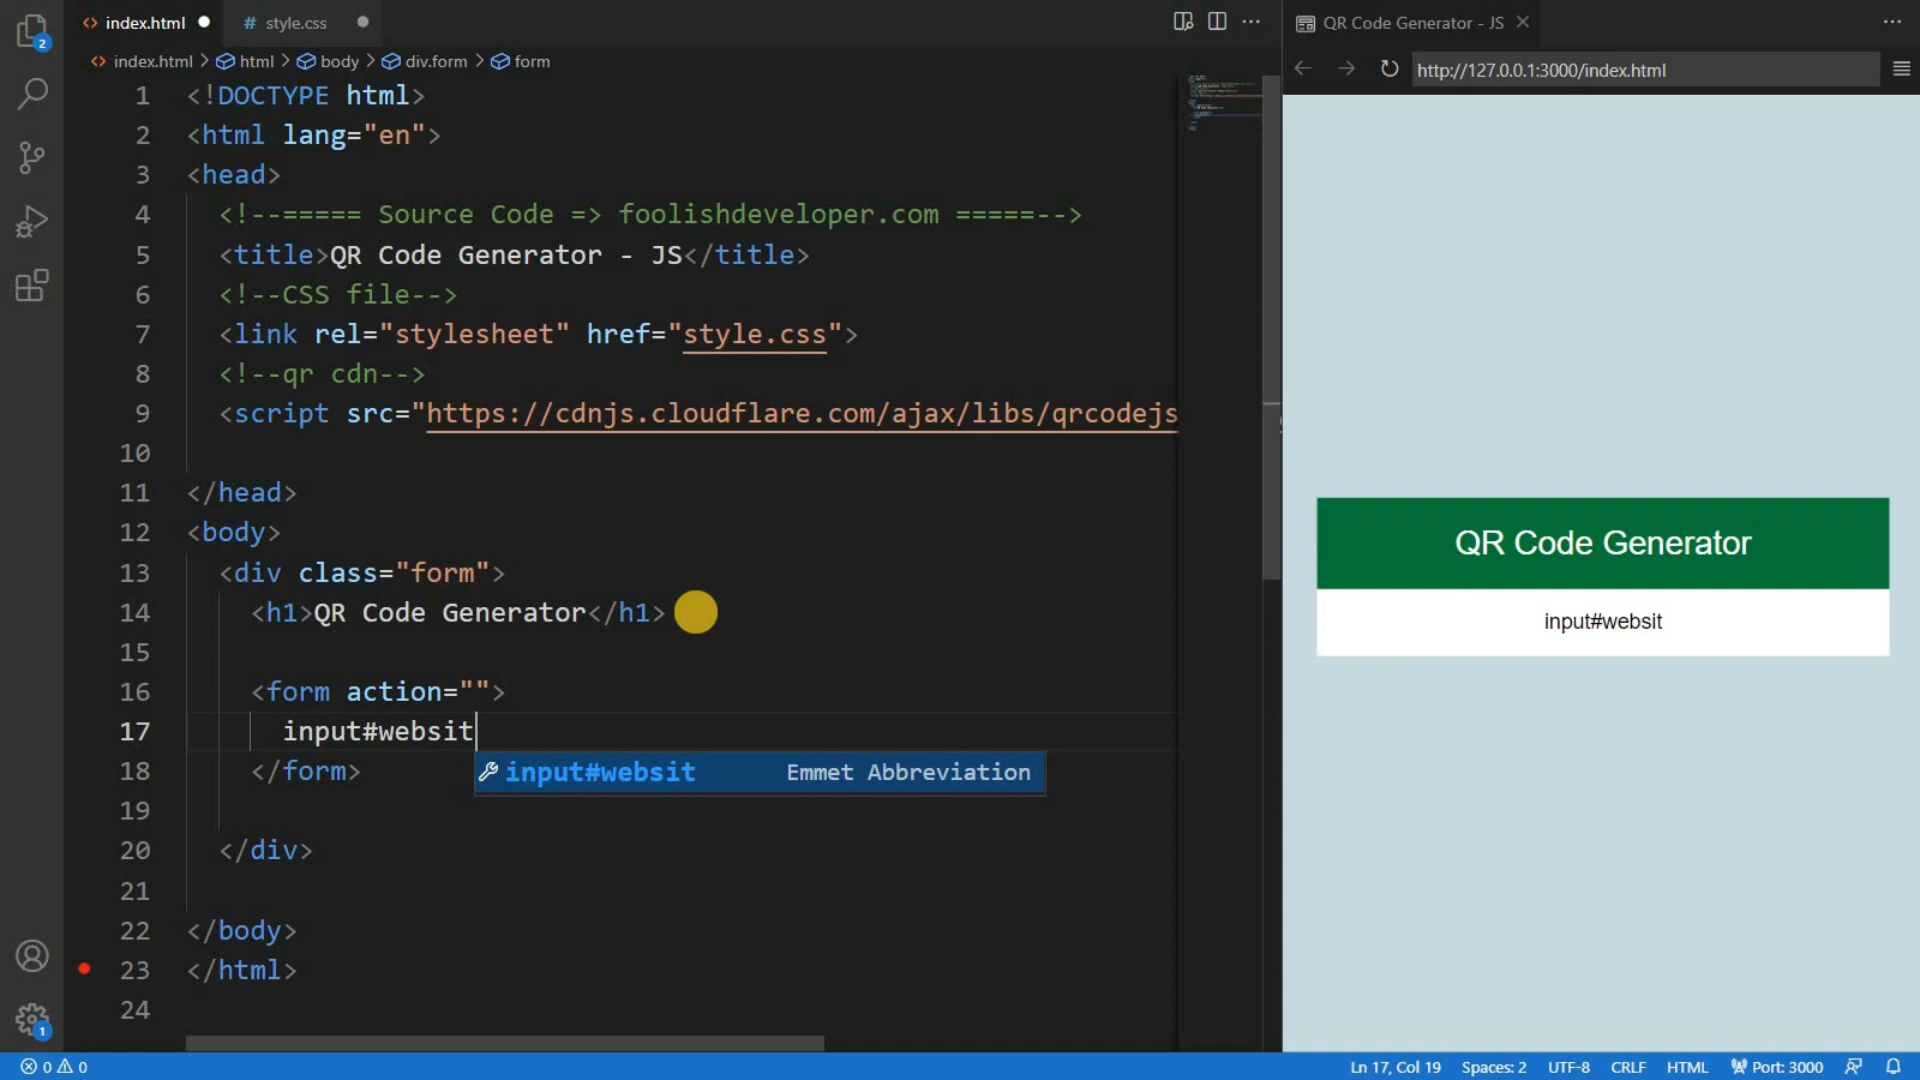 index.html
# style.css
QR Code Generator - JS
index.html > html > body > div.form > form
http://127.0.0.1:3000/index.html
1 <!DOCTYPE html>
2 <html lang="en">
3 <head>
4 <!--===== Source Code => foolishdeveloper.com =====-->
5 <title>QR Code Generator - JS</title>
6 <!--CSS file-->
7 <link rel="stylesheet" href="style.css">
8 <!--qr cdn-->
9 <script src="https://cdnjs.cloudflare.com/ajax/libs/qrcodejs
10
11 </head>
12 <body>
13 <div class="form">
14 <h1>QR Code Generator</h1>
15
16 <form action="">
17 input#websit
input#websit Emmet Abbreviation
18 </form>
19
20 </div>
21
22 </body>
23 </html>
24
QR Code Generator
input#websit
2
1
0 0
Ln 17, Col 19 Spaces: 2 UTF-8 CRLF HTML Port: 3000